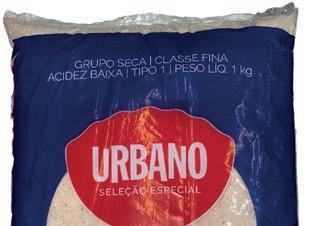 GRUPO SECA | CLASSE FINA
ACIDEZ BAIXA | TIPO 1 | PESO LÍQ. 1 kg
URBANO
SELEÇÃO ESPECIAL